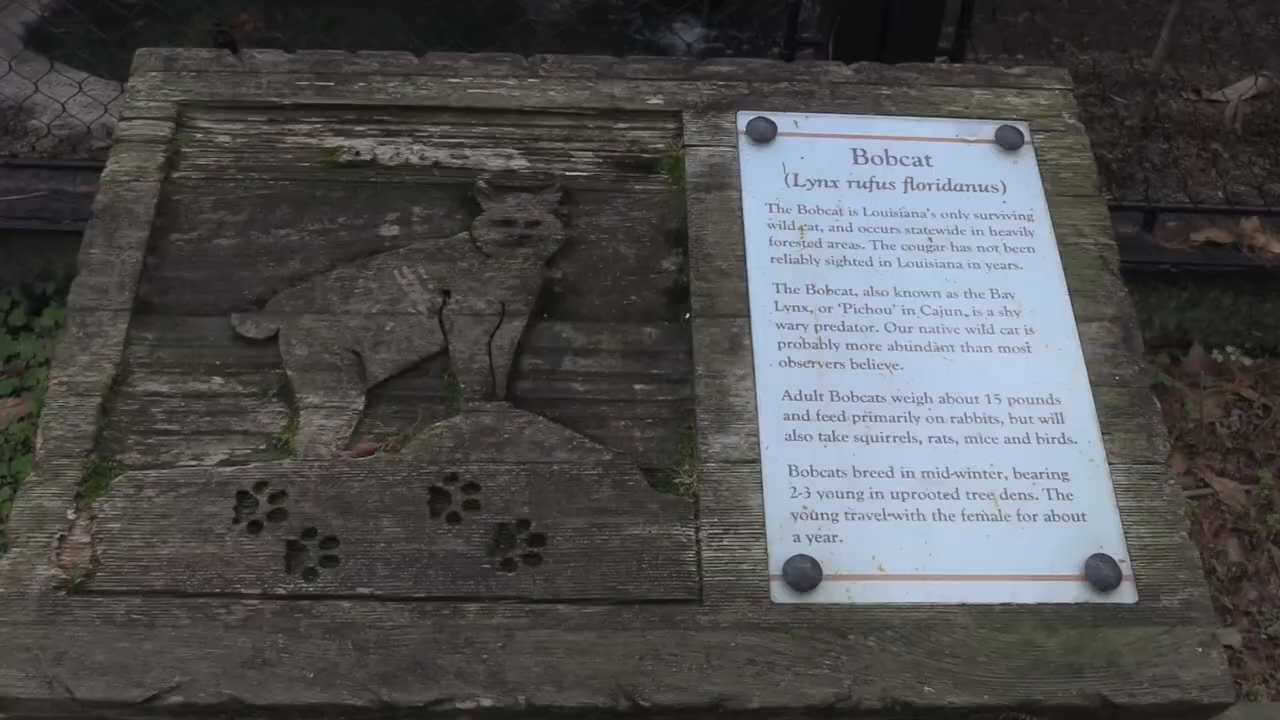 Bobcat
(Lynx rufus floridanus)
The Bobcat is Louisiana's only surviving
wild cat, and occurs statewide in heavily
forested areas. The cougar has not been
reliably sighted in Louisiana in years.
The Bobcat, also known as the Bay
Lynx, or 'Pichou' in Cajun, is a shy
wary predator. Our native wild cat is
probably more abundant than most
observers believe.
Adult Bobcats weigh about 15 pounds
and feed primarily on rabbits, but will
also take squirrels, rats, mice and birds.
Bobcats breed in mid-winter, bearing
2-3 young in uprooted tree dens. The
young travel with the female for about
a year.